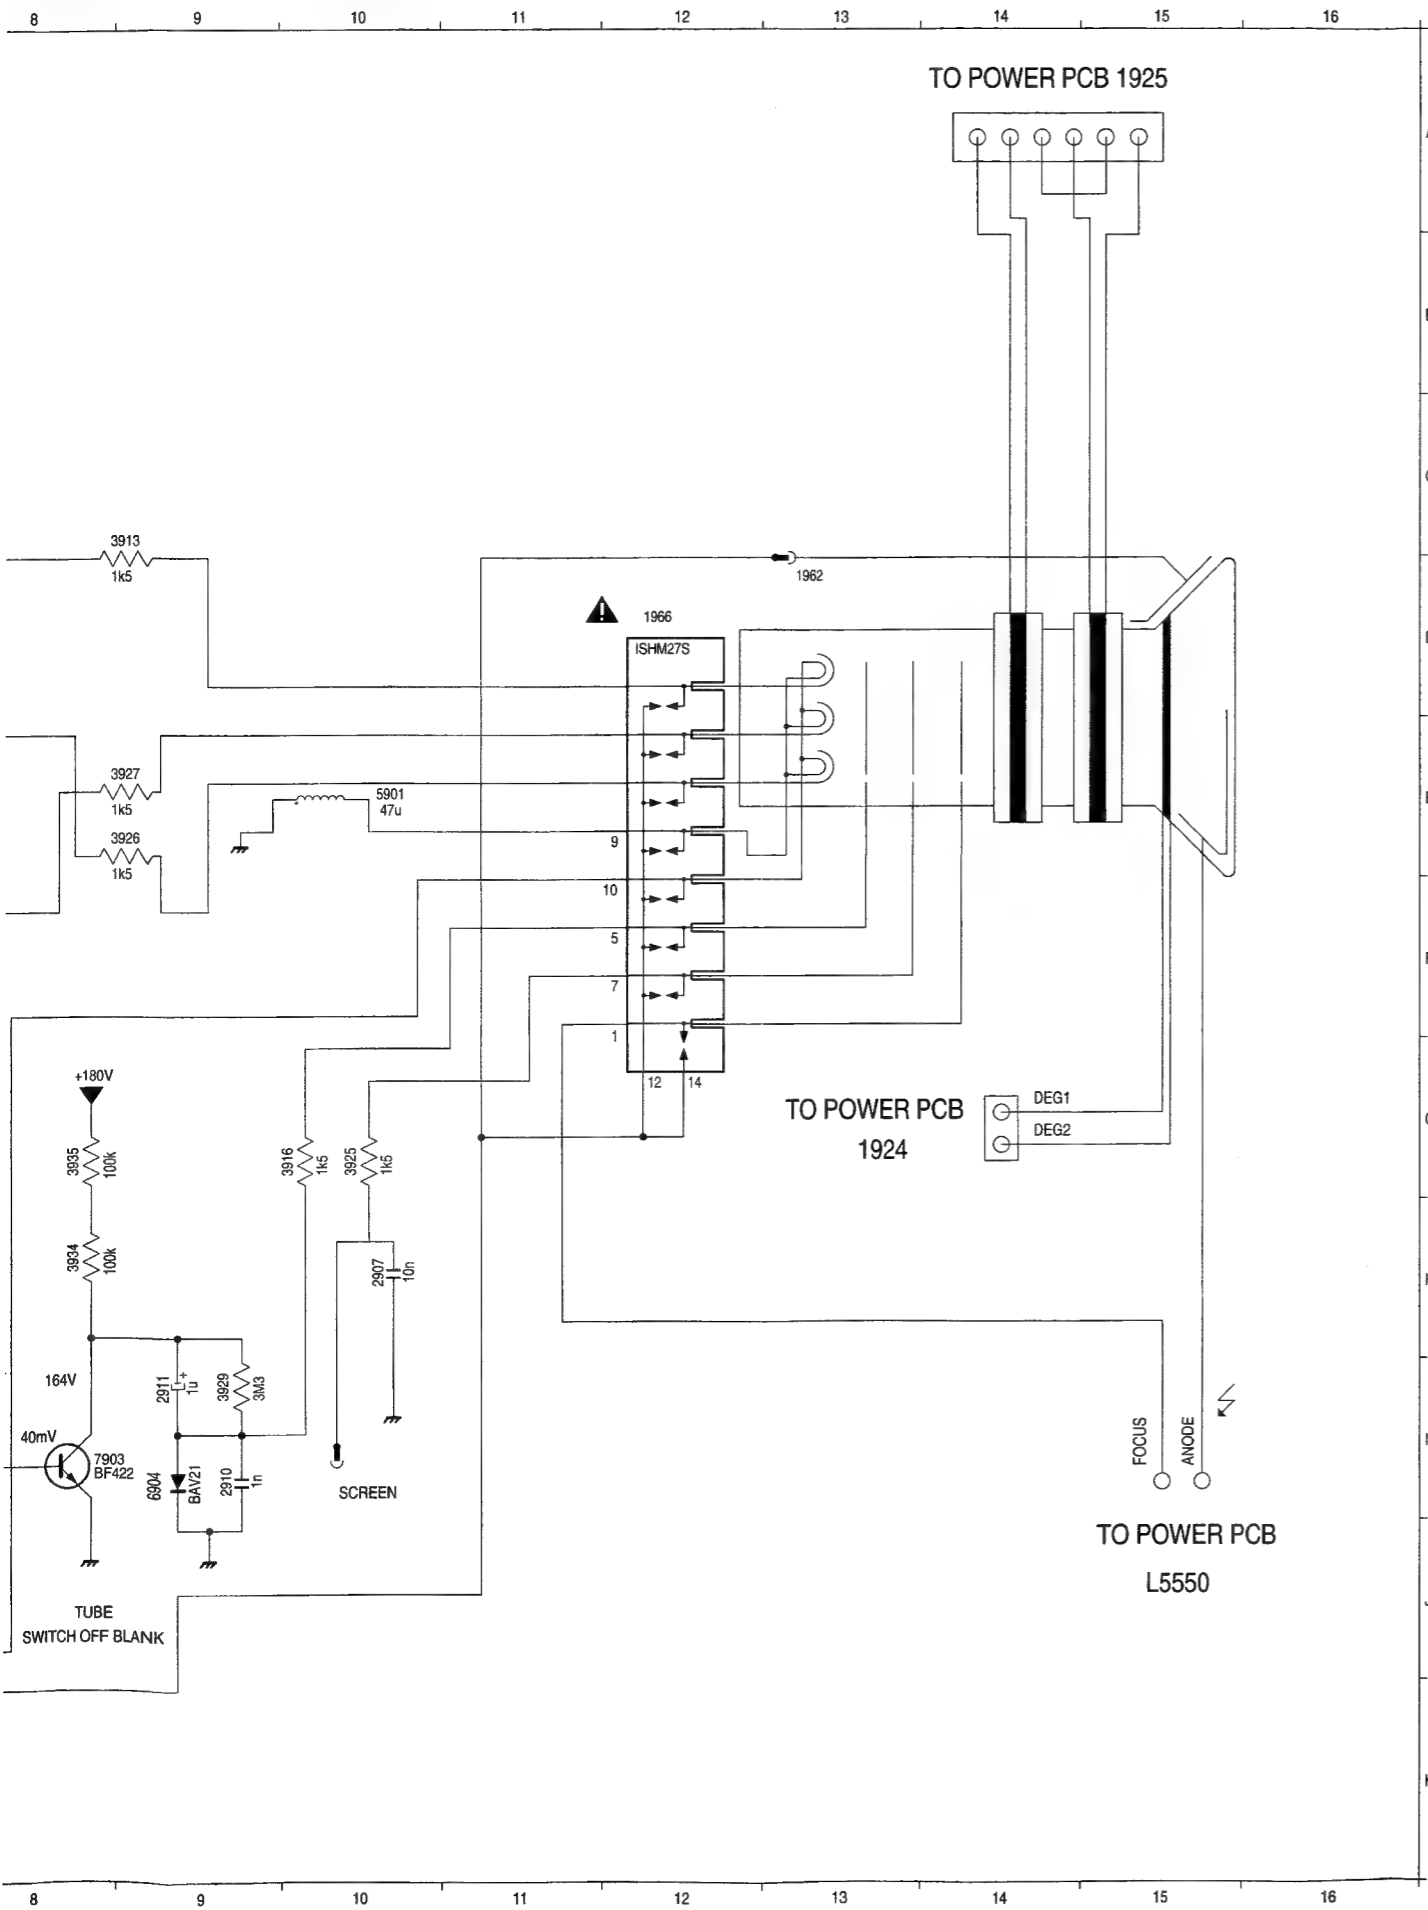 8 9 10 11 12 13 14 15 16
TO POWER PCB 1925
3913
1k5
1962
1966
ISHM27S
3927
1k5
5901
47u
3926
1k5
9
10
5
7
1
12 14
+180V
TO POWER PCB
1924
DEG1
DEG2
3935
100k
3916
1k5
3925
1k5
3934
100k
2907
10n
164V
2911
+
1u
3929
3M3
40mV
7903
BF422
6904
BAV21
2910
1n
SCREEN
FOCUS
ANODE
TO POWER PCB
L5550
TUBE
SWITCH OFF BLANK
8 9 10 11 12 13 14 15 16